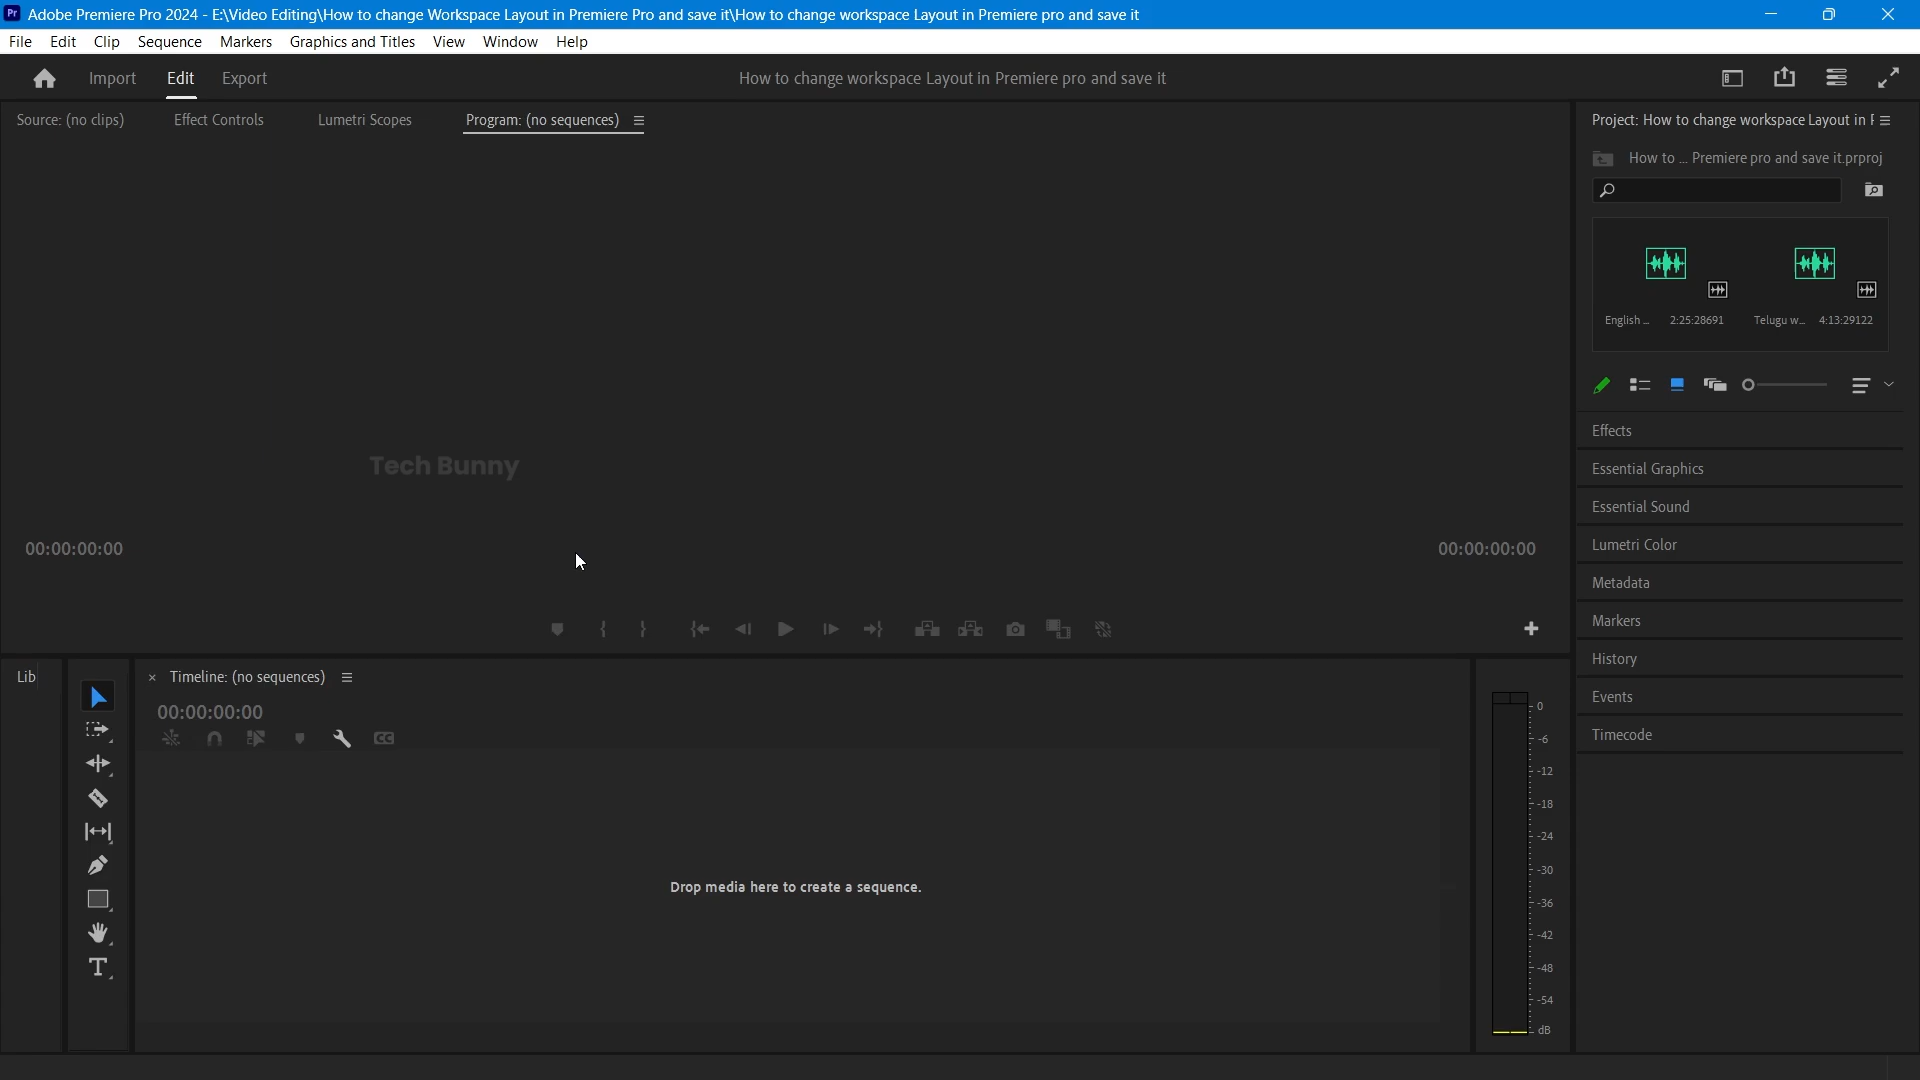 Adobe Premiere Pro 2024 - E:\Video Editing\How to change Workspace Layout in Premiere Pro and save it\How to change workspace Layout in Premiere pro and save it
File Edit Clip Sequence Markers Graphics and Titles View Window Help
Import Edit Export How to change workspace Layout in Premiere pro and save it
Source: (no clips) Effect Controls Lumetri Scopes Program: (no sequences)
Project: How to change workspace Layout in
How to ... Premiere pro and save it.prproj
English ... 2:25:28691 Telugu w... 4:13:29122
Effects
Essential Graphics
Essential Sound
Lumetri Color
Metadata
Markers
History
Events
Timecode
Tech Bunny
00:00:00:00 00:00:00:00
Lib
× Timeline: (no sequences)
00:00:00:00
CC
Drop media here to create a sequence.
0
-6
-12
-18
-24
-30
-36
-42
-48
-54
dB